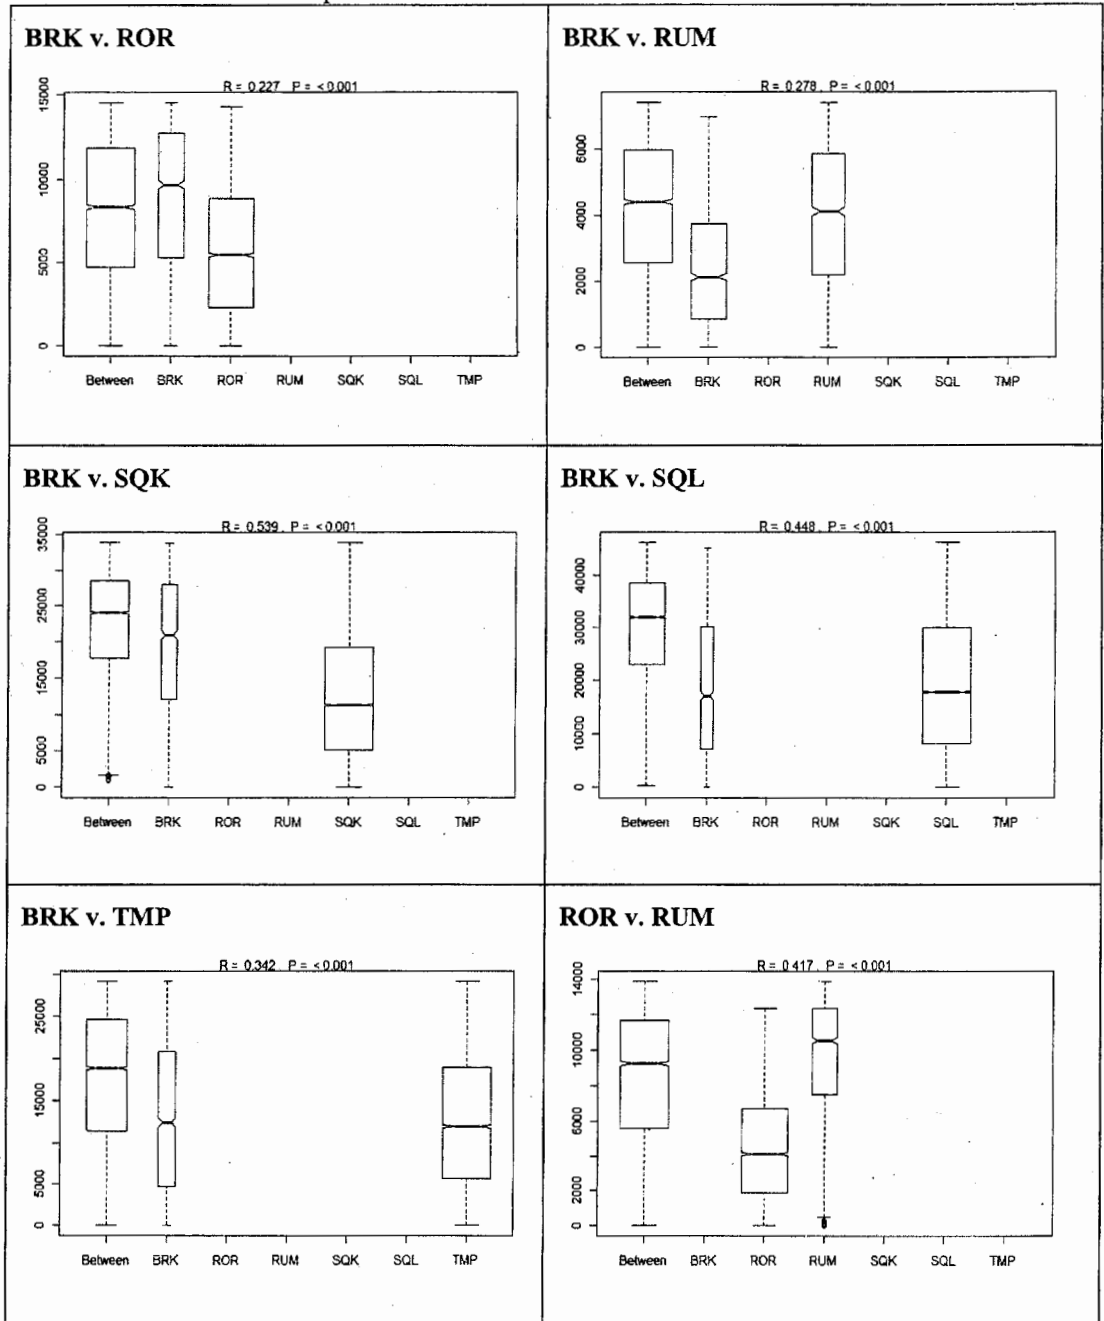 BRK v. ROR
R = 0.227 P = <0.001
15000
10000
5000
0
Between BRK ROR RUM SQK SQL TMP
BRK v. RUM
R = 0.278 P = <0.001
6000
4000
2000
0
Between BRK ROR RUM SQK SQL TMP
BRK v. SQK
R = 0.539 P = <0.001
35000
25000
15000
5000
0
Between BRK ROR RUM SQK SQL TMP
BRK v. SQL
R = 0.448 P = <0.001
40000
30000
20000
10000
0
Between BRK ROR RUM SQK SQL TMP
BRK v. TMP
R = 0.342 P = <0.001
25000
15000
5000
0
Between BRK ROR RUM SQK SQL TMP
ROR v. RUM
R = 0.417 P = <0.001
14000
10000
6000
2000
0
Between BRK ROR RUM SQK SQL TMP